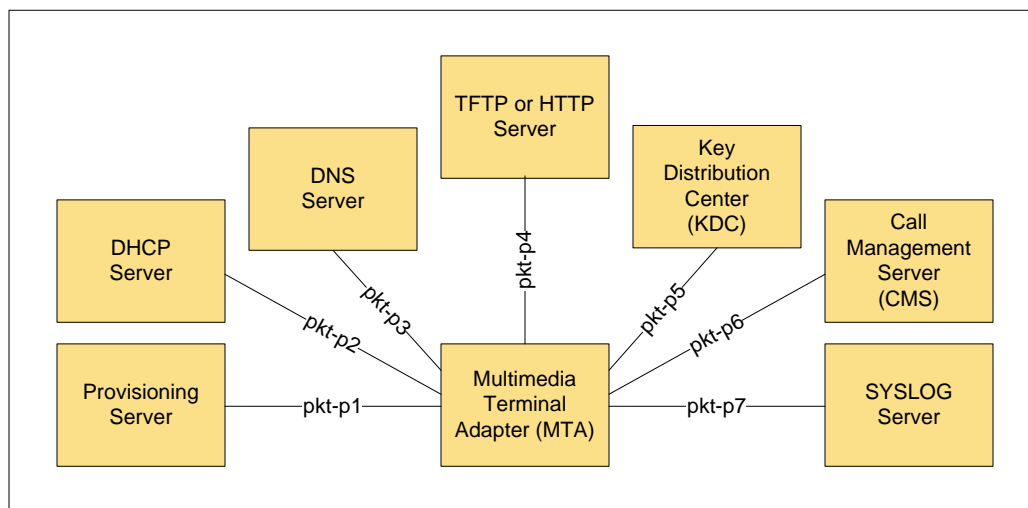 TFTP or HTTP
Server
DNS
Server
Key
Distribution
Center
(KDC)
DHCP
Server
Call
Management
Server
(CMS)
pkt-p4
pkt-p3
pkt-p5
pkt-p2
pkt-p6
Provisioning
Server
pkt-p1
Multimedia
Terminal
Adapter (MTA)
pkt-p7
SYSLOG
Server